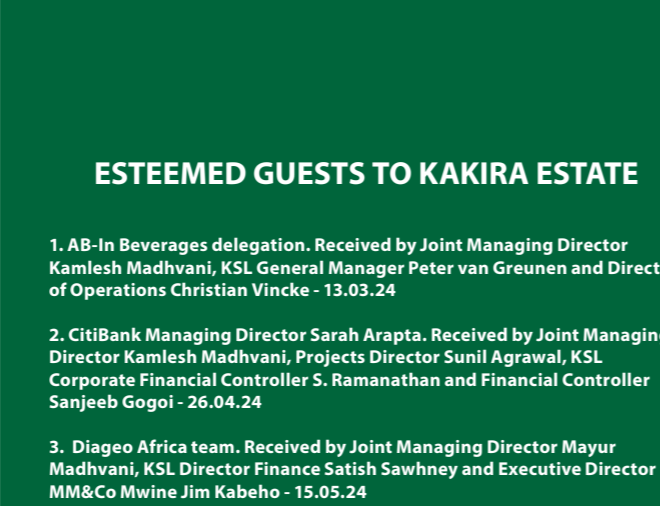 ESTEEMED GUESTS TO KAKIRA ESTATE
1. AB-In Beverages delegation. Received by Joint Managing Director
Kamlesh Madhvani, KSL General Manager Peter van Greunen and Direct
of Operations Christian Vincke - 13.03.24
2. CitiBank Managing Director Sarah Arapta. Received by Joint Managing
Director Kamlesh Madhvani, Projects Director Sunil Agrawal, KSL
Corporate Financial Controller S. Ramanathan and Financial Controller
Sanjeeb Gogoi - 26.04.24
3.  Diageo Africa team. Received by Joint Managing Director Mayur
Madhvani, KSL Director Finance Satish Sawhney and Executive Director
MM&Co Mwine Jim Kabeho - 15.05.24